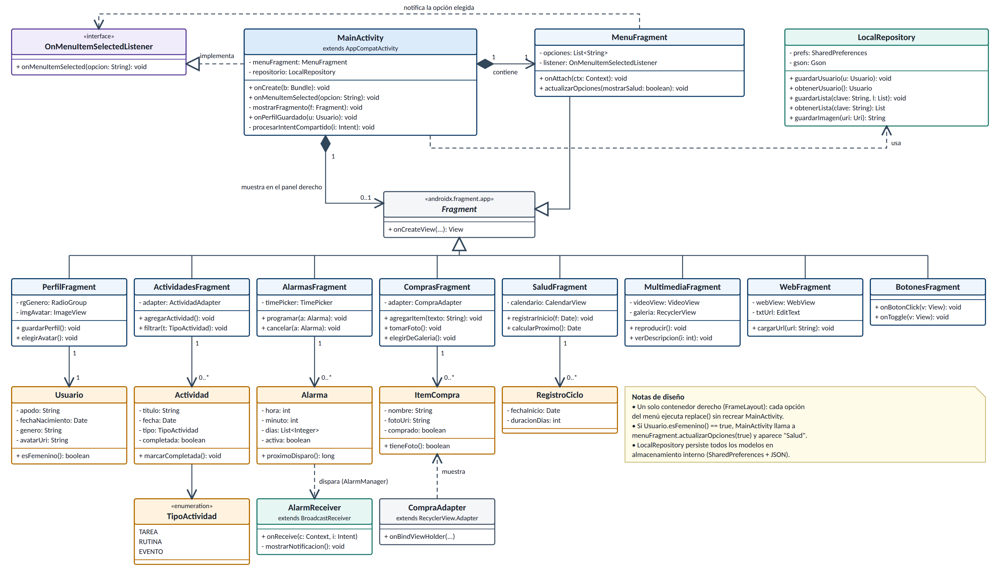 notifica la opción elegida
«interface»
OnMenuItemSelectedListener
+ onMenuItemSelected(opcion: String): void
implementa
MainActivity
extends AppCompatActivity
- menuFragment: MenuFragment
- repositorio: LocalRepository
+ onCreate(b: Bundle): void
+ onMenuItemSelected(opcion: String): void
- mostrarFragmento(f: Fragment): void
+ onPerfilGuardado(u: Usuario): void
- procesarIntentCompartido(i: Intent): void
1
1
contiene
MenuFragment
- opciones: List<String>
- listener: OnMenuItemSelectedListener
+ onAttach(ctx: Context): void
+ actualizarOpciones(mostrarSalud: boolean): void
LocalRepository
- prefs: SharedPreferences
- gson: Gson
+ guardarUsuario(u: Usuario): void
+ obtenerUsuario(): Usuario
+ guardarLista(clave: String, l: List): void
+ obtenerLista(clave: String): List
+ guardarImagen(uri: Uri): String
usa
1
muestra en el panel derecho
0..1
«androidx.fragment.app»
Fragment
+ onCreateView(...): View
PerfilFragment
- rgGenero: RadioGroup
- imgAvatar: ImageView
+ guardarPerfil(): void
+ elegirAvatar(): void
ActividadesFragment
- adapter: ActividadAdapter
+ agregarActividad(): void
+ filtrar(t: TipoActividad): void
AlarmasFragment
- timePicker: TimePicker
+ programar(a: Alarma): void
+ cancelar(a: Alarma): void
ComprasFragment
- adapter: CompraAdapter
+ agregarItem(texto: String): void
+ tomarFoto(): void
+ elegirDeGaleria(): void
SaludFragment
- calendario: CalendarView
+ registrarInicio(f: Date): void
+ calcularProximo(): Date
MultimediaFragment
- videoView: VideoView
- galeria: RecyclerView
+ reproducir(): void
+ verDescripcion(i: int): void
WebFragment
- webView: WebView
- txtUrl: EditText
+ cargarUrl(url: String): void
BotonesFragment
+ onBotonClick(v: View): void
+ onToggle(v: View): void
1
1
1
1
1
1
0..*
0..*
0..*
0..*
Usuario
- apodo: String
- fechaNacimiento: Date
- genero: String
- avatarUri: String
+ esFemenino(): boolean
Actividad
- titulo: String
- fecha: Date
- tipo: TipoActividad
- completada: boolean
+ marcarCompletada(): void
Alarma
- hora: int
- minuto: int
- dias: List<Integer>
- activa: boolean
+ proximoDisparo(): long
ItemCompra
- nombre: String
- fotoUri: String
- comprado: boolean
+ tieneFoto(): boolean
RegistroCiclo
- fechaInicio: Date
- duracionDias: int
Notas de diseño
• Un solo contenedor derecho (FrameLayout): cada opción
del menú ejecuta replace() sin recrear MainActivity.
• Si Usuario.esFemenino() == true, MainActivity llama a
menuFragment.actualizarOpciones(true) y aparece "Salud".
• LocalRepository persiste todos los modelos en
almacenamiento interno (SharedPreferences + JSON).
dispara (AlarmManager)
muestra
«enumeration»
TipoActividad
TAREA
RUTINA
EVENTO
AlarmReceiver
extends BroadcastReceiver
+ onReceive(c: Context, i: Intent)
- mostrarNotificacion(): void
CompraAdapter
extends RecyclerView.Adapter
+ onBindViewHolder(...)